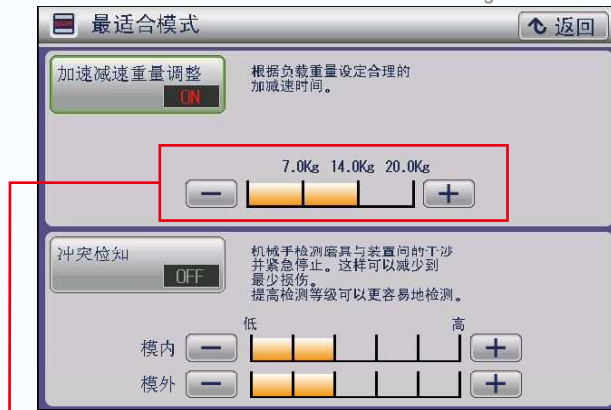 最适合模式
返回
加速减速重量调整
ON
根据负载重量设定合理的
加减速时间。
7.0Kg 14.0Kg 20.0Kg
冲突检知
OFF
机械手检测磨具与装置间的干涉
并紧急停止。这样可以减少到
最少损伤。
提高检测等级可以更容易地检测。
低 高
模内
模外